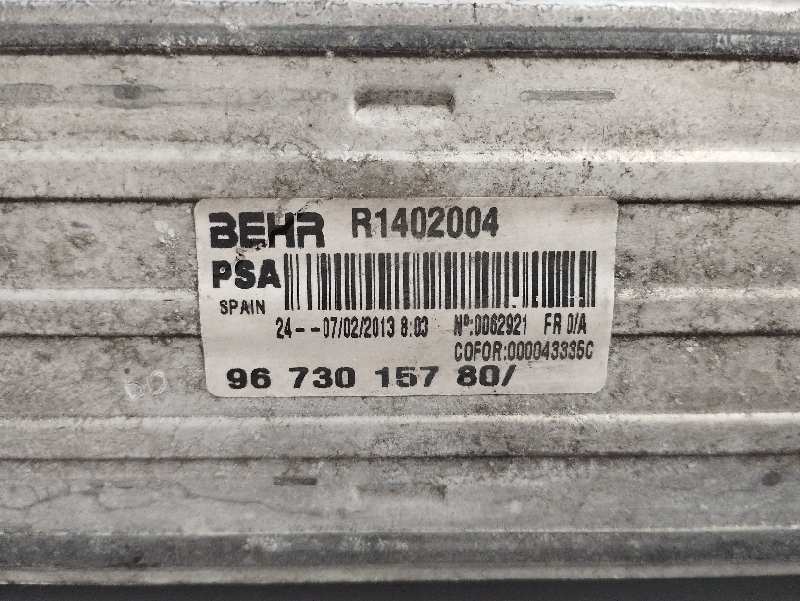 BEHR R1402004
PSA
SPAIN
24--07/02/2013 8:03 Nº:0062921 FR 0/A
COFOR:000043335C
96 730 157 80/